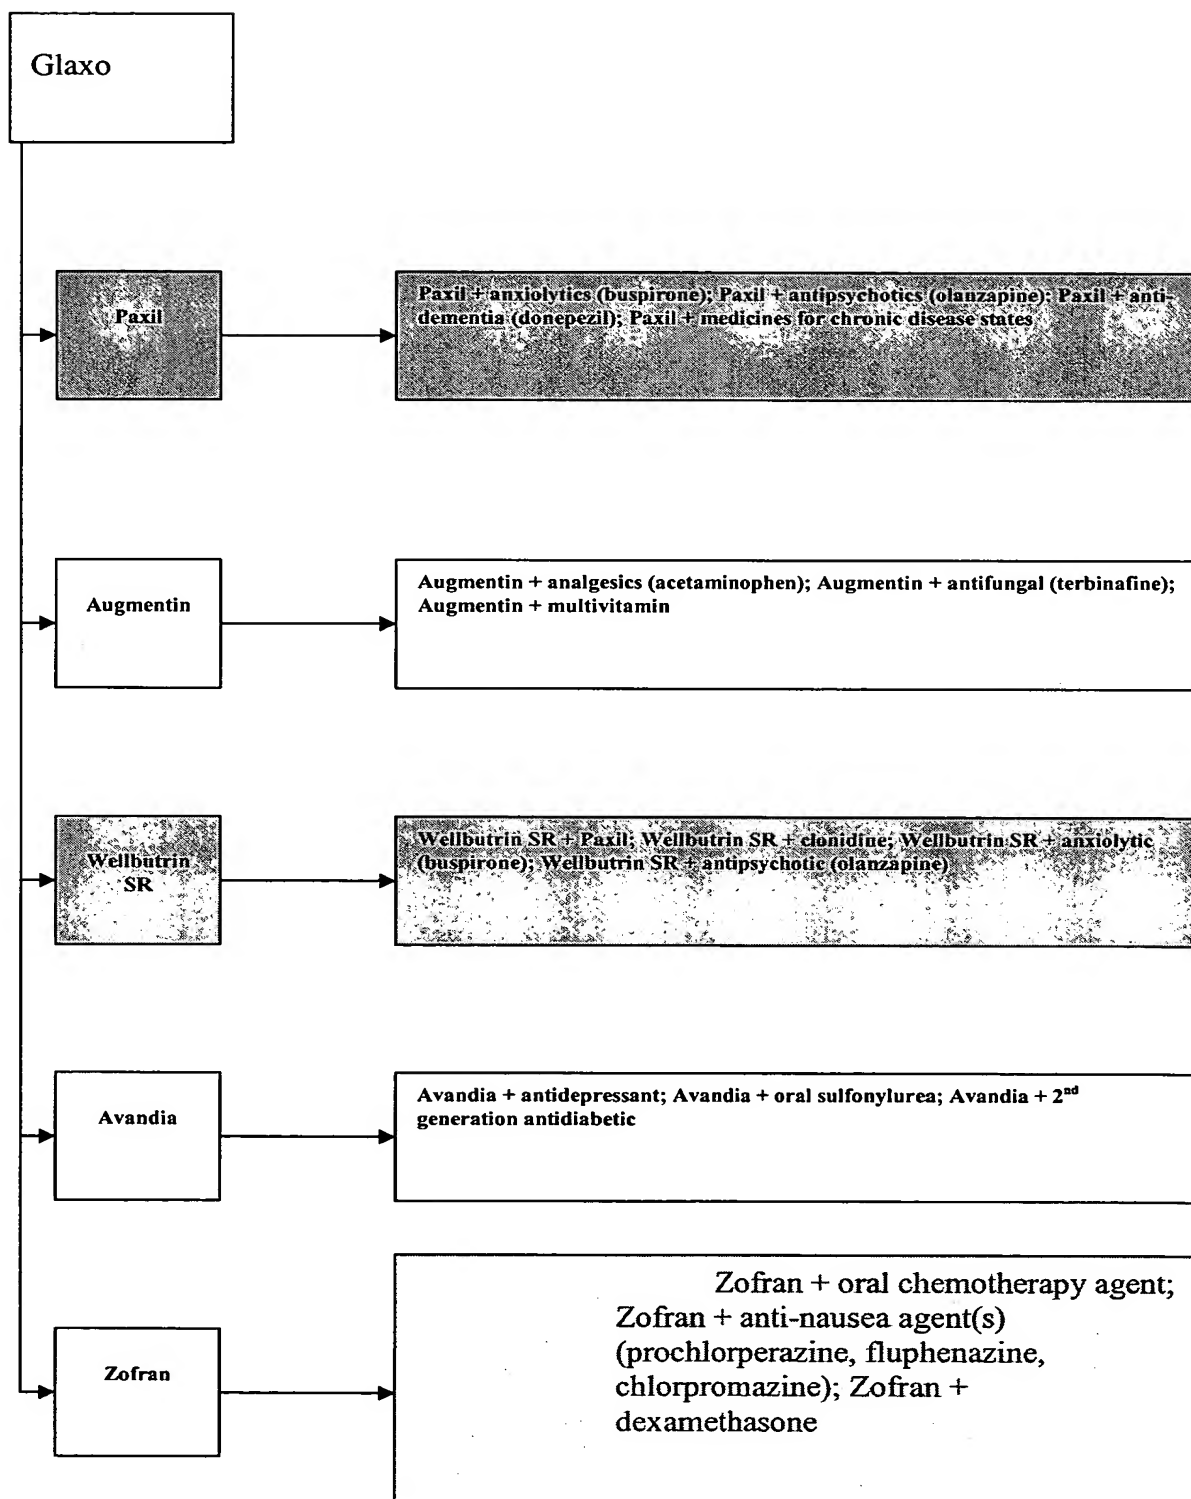 Glaxo
Paxil
Paxil + anxiolytics (buspirone); Paxil + antipsychotics (olanzapine); Paxil + anti-
dementia (donepezil); Paxil + medicines for chronic disease states
Augmentin
Augmentin + analgesics (acetaminophen); Augmentin + antifungal (terbinafine);
Augmentin + multivitamin
Wellbutrin
SR
Wellbutrin SR + Paxil; Wellbutrin SR + clonidine; Wellbutrin SR + anxiolytic
(buspirone); Wellbutrin SR + antipsychotic (olanzapine)
Avandia
Avandia + antidepressant; Avandia + oral sulfonylurea; Avandia + 2nd
generation antidiabetic
Zofran
Zofran + oral chemotherapy agent;
Zofran + anti-nausea agent(s)
(prochlorperazine, fluphenazine,
chlorpromazine); Zofran +
dexamethasone